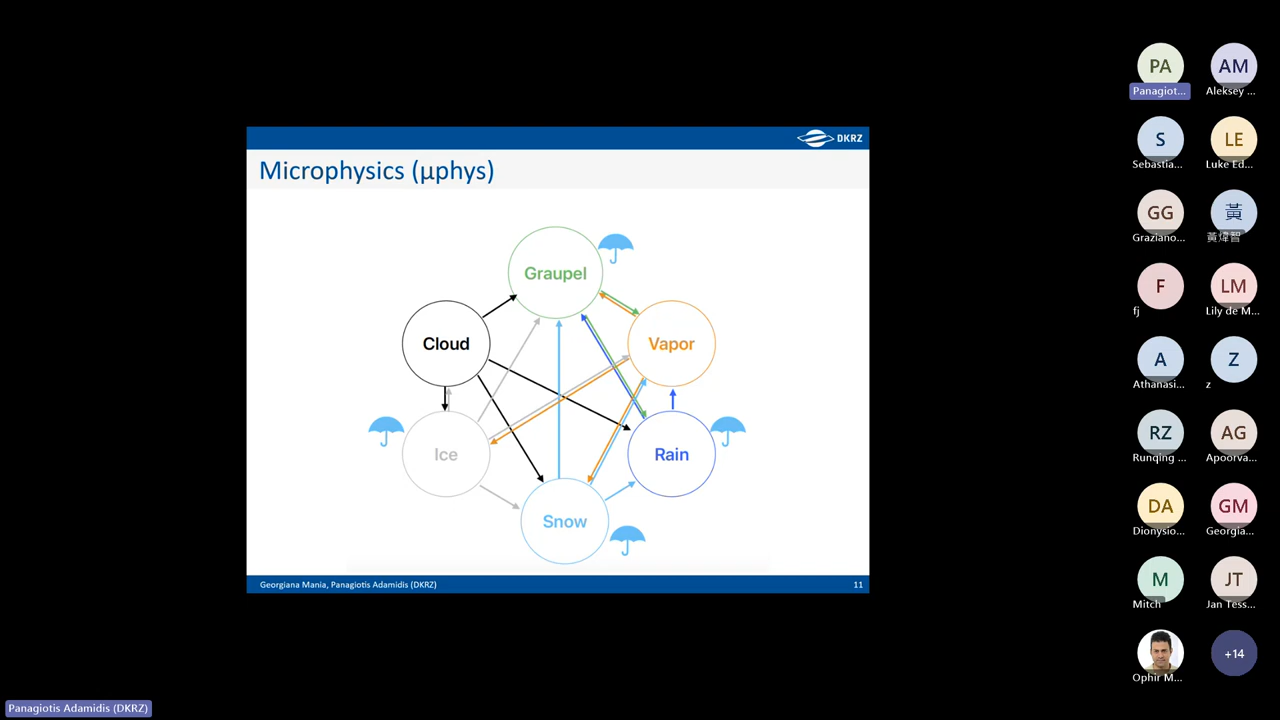 DKRZ
Microphysics (µphys)
Graupel
Cloud
Vapor
Ice
Rain
Snow
Georgiana Mania, Panagiotis Adamidis (DKRZ)
11
PA
AM
Panagiot...
Aleksey ...
S
LE
Sebastia...
Luke Ed...
GG
黃
Graziano...
黃煒智
F
LM
fj
Lily de M...
A
Z
Athanasi...
z
RZ
AG
Runqing ...
Apoorva...
DA
GM
Dionysio...
Georgia...
M
JT
Mitch
Jan Tess...
+14
Ophir M...
Panagiotis Adamidis (DKRZ)